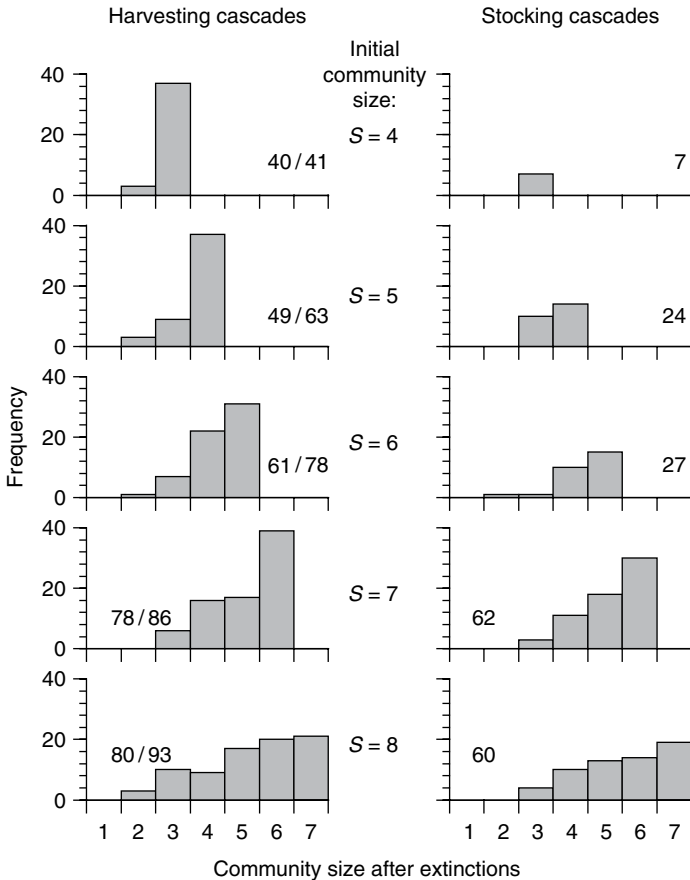 Harvesting cascades
Stocking cascades
Initial
community
size:
Frequency
40
20
0
40 / 41
S = 4
7
40
20
0
49 / 63
S = 5
24
40
20
0
61 / 78
S = 6
27
40
20
0
78 / 86
S = 7
62
40
20
0
80 / 93
S = 8
60
1 2 3 4 5 6 7
1 2 3 4 5 6 7
Community size after extinctions